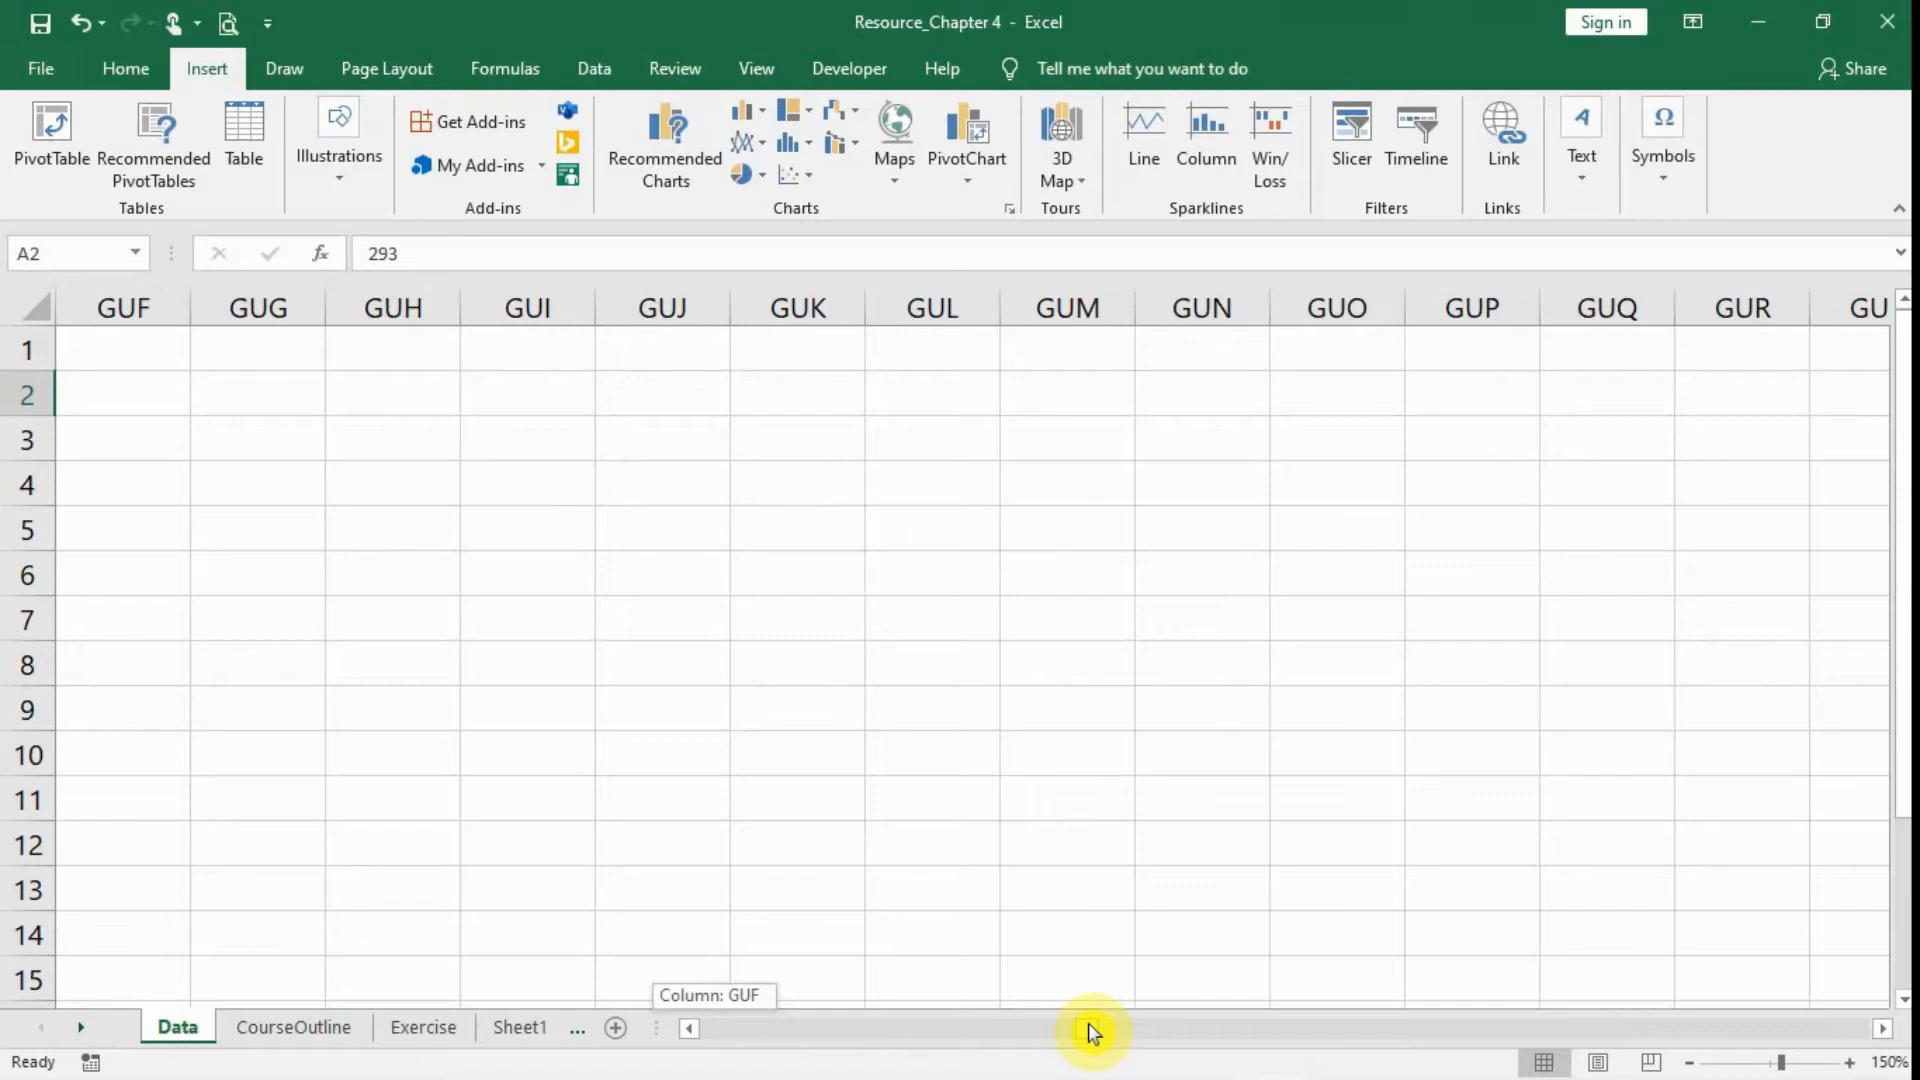 Resource_Chapter 4 - Excel
Sign in
File Home Insert Draw Page Layout Formulas Data Review View Developer Help Tell me what you want to do Share
PivotTable
Recommended PivotTables
Table
Tables
Illustrations
Get Add-ins
My Add-ins
Add-ins
Recommended Charts
Maps
PivotChart
Charts
3D Map
Tours
Line
Column
Win/Loss
Sparklines
Slicer
Timeline
Filters
Link
Links
A
Text
Ω
Symbols
A2 fx 293
GUF GUG GUH GUI GUJ GUK GUL GUM GUN GUO GUP GUQ GUR GU
1
2
3
4
5
6
7
8
9
10
11
12
13
14
15
Column: GUF
Data CourseOutline Exercise Sheet1 ...
Ready
- + 150%